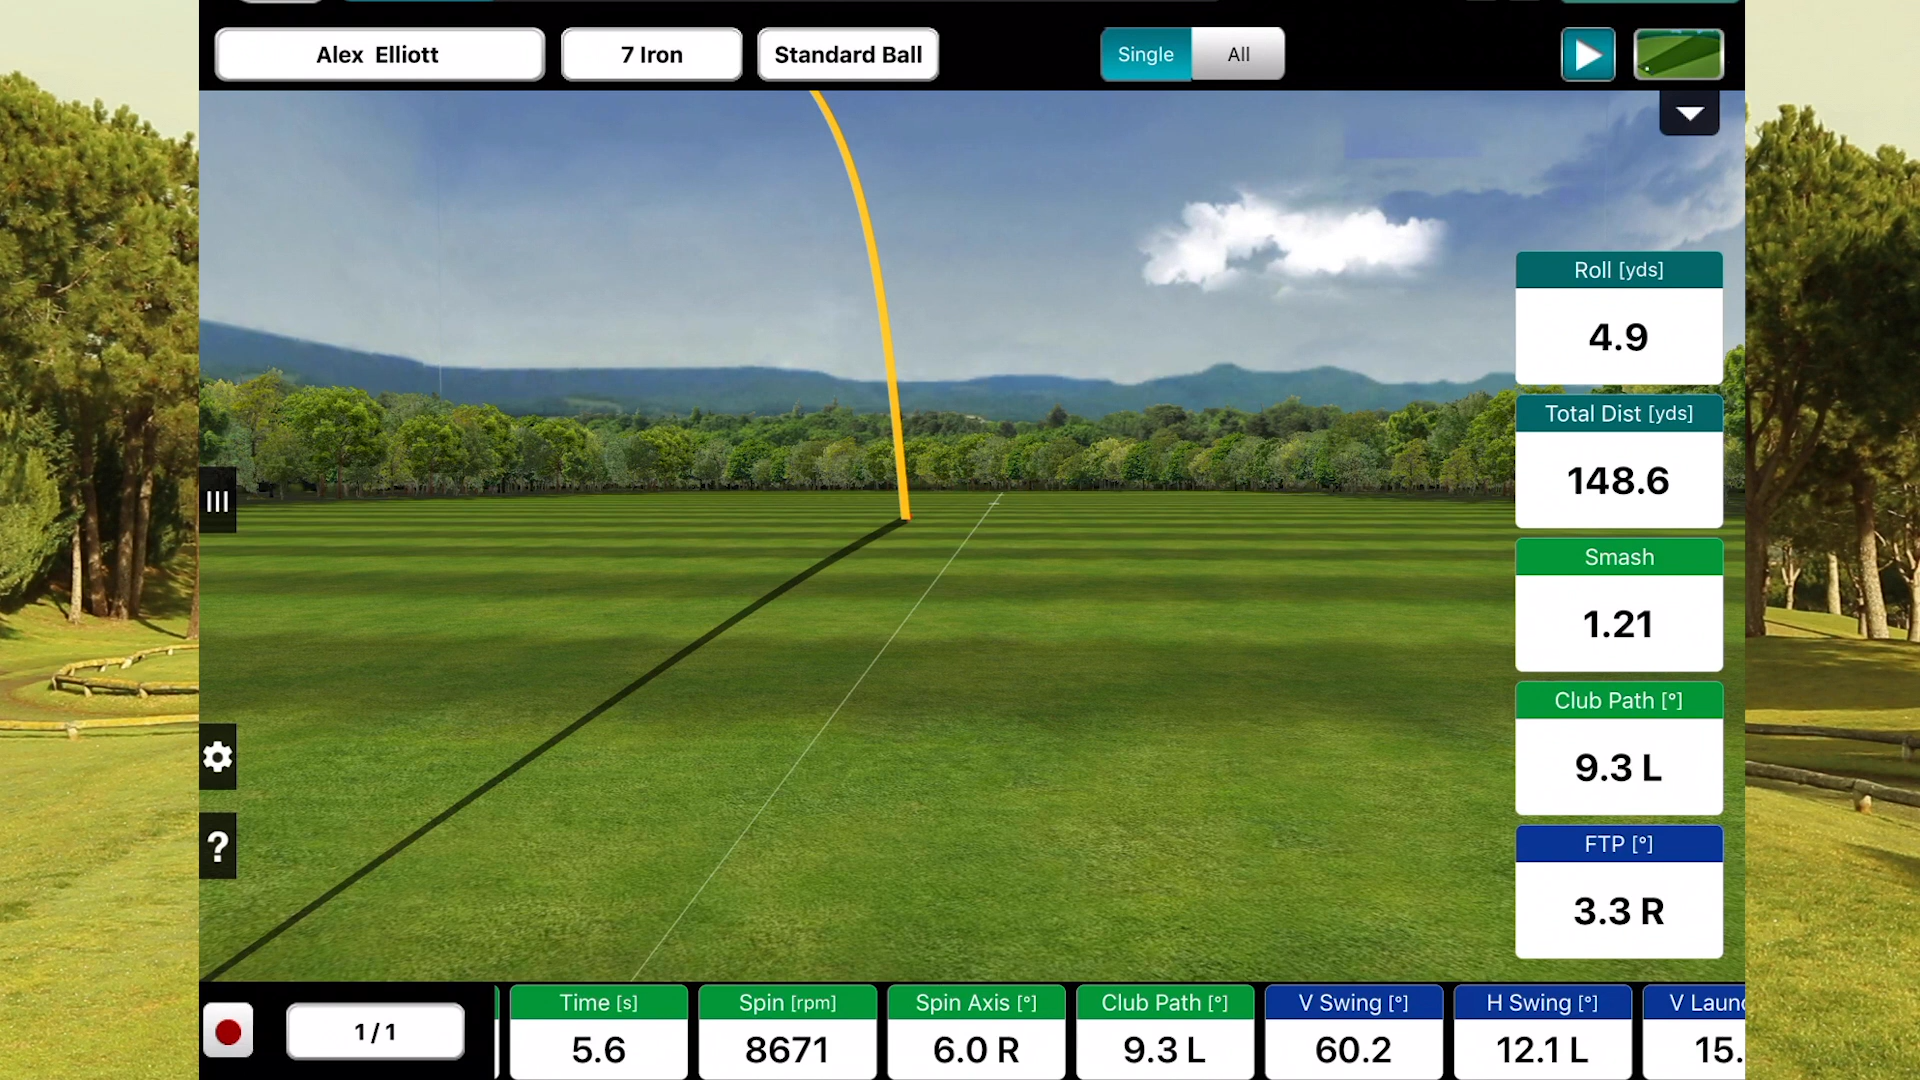 Alex Elliott
7 Iron
Standard Ball
Single
All
Roll [yds]
4.9
Total Dist [yds]
148.6
Smash
1.21
Club Path [°]
9.3 L
FTP [°]
3.3 R
?
1 / 1
Time [s]
5.6
Spin [rpm]
8671
Spin Axis [°]
6.0 R
Club Path [°]
9.3 L
V Swing [°]
60.2
H Swing [°]
12.1 L
V Laun
15.